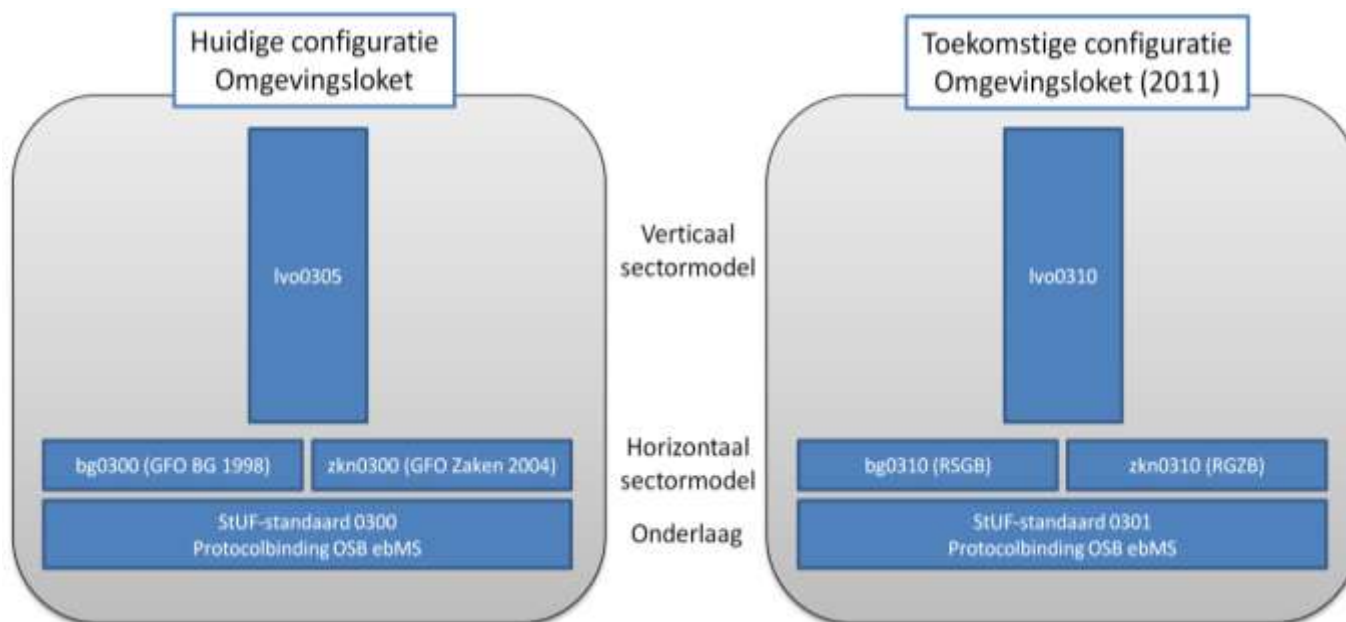 Huidige configuratie
Omgevingsloket
lvo0305
bg0300 (GFO BG 1998)
zkn0300 (GFO Zaken 2004)
StUF-standaard 0300
Protocolbinding OSB ebMS
Verticaal
sectormodel
Horizontaal
sectormodel
Onderlaag
Toekomstige configuratie
Omgevingsloket (2011)
lvo0310
bg0310 (RSGB)
zkn0310 (RGZB)
StUF-standaard 0301
Protocolbinding OSB ebMS